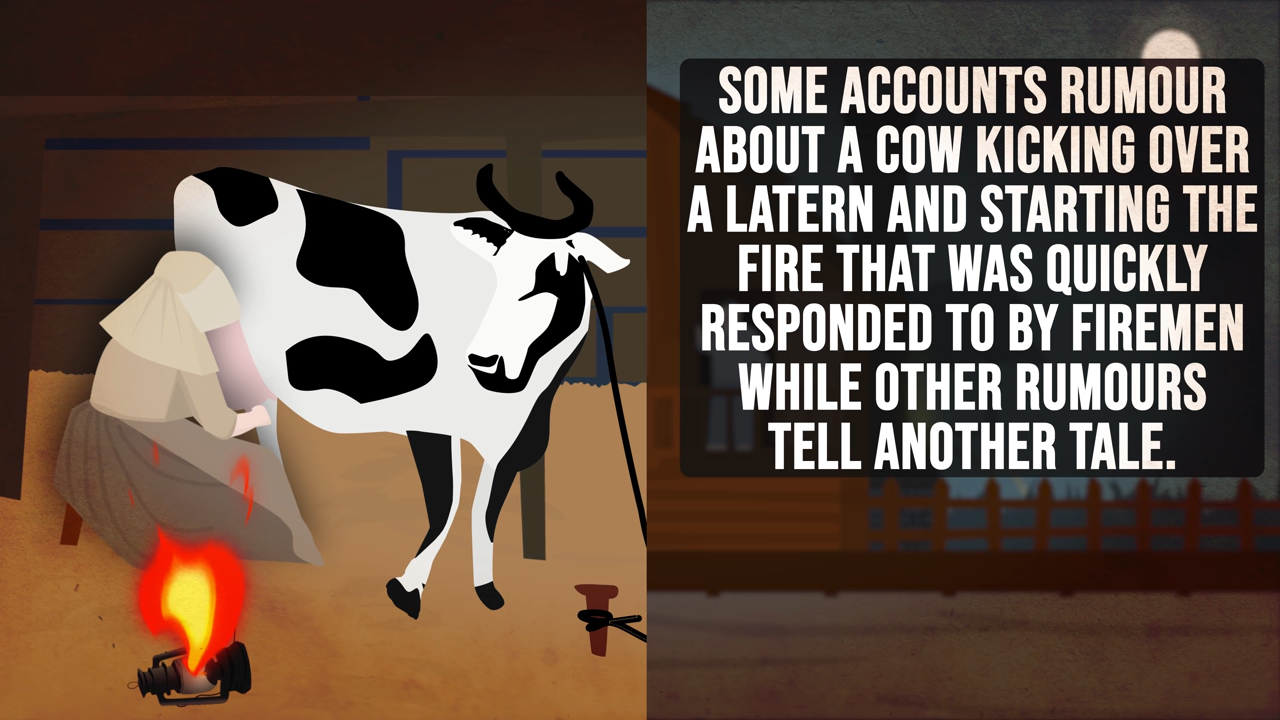 SOME ACCOUNTS RUMOUR
ABOUT A COW KICKING OVER
A LATERN AND STARTING THE
FIRE THAT WAS QUICKLY
RESPONDED TO BY FIREMEN
WHILE OTHER RUMOURS
TELL ANOTHER TALE.